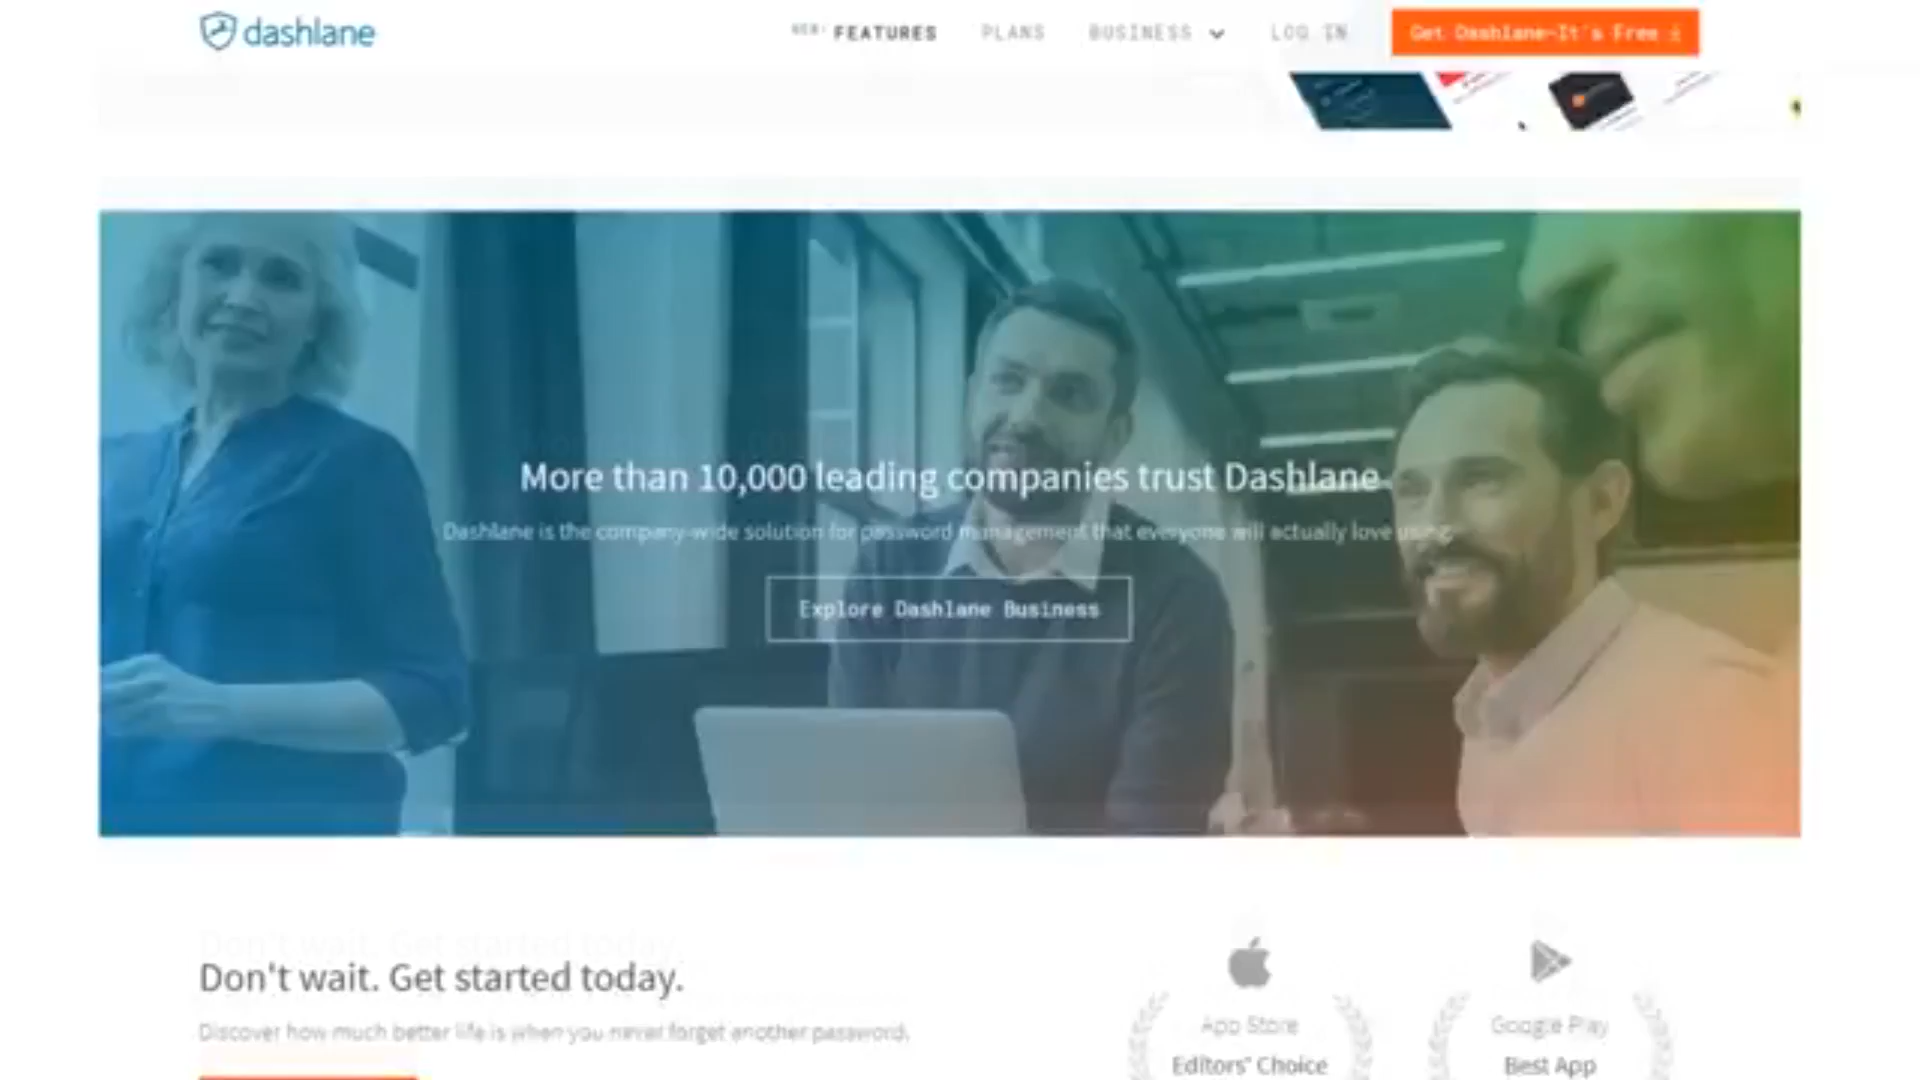 dashlane
NEW! FEATURES
PLANS
BUSINESS
LOG IN
Get Dashlane-It's Free
More than 10,000 leading companies trust Dashlane
Dashlane is the company-wide solution for password management that everyone will actually love using.
Explore Dashlane Business
Don't wait. Get started today.
Discover how much better life is when you never forget another password.
App Store
Editors' Choice
Google Play
Best App